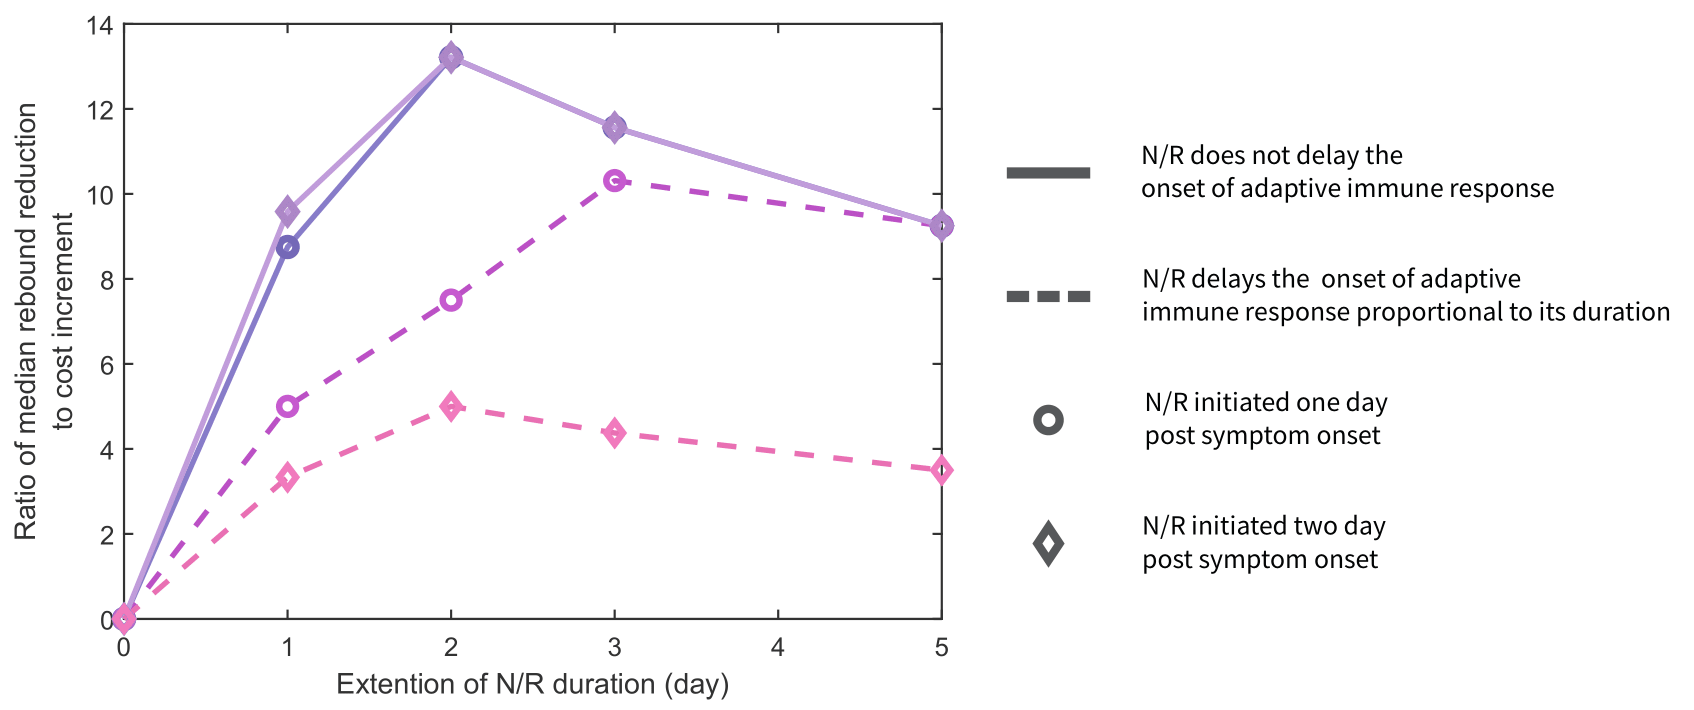 14
12
10
8
6
4
2
0
0 1 2 3 4 5
Extention of N/R duration (day)
Ratio of median rebound reduction
to cost increment
N/R does not delay the
onset of adaptive immune response
N/R delays the  onset of adaptive
immune response proportional to its duration
N/R initiated one day
post symptom onset
N/R initiated two day
post symptom onset